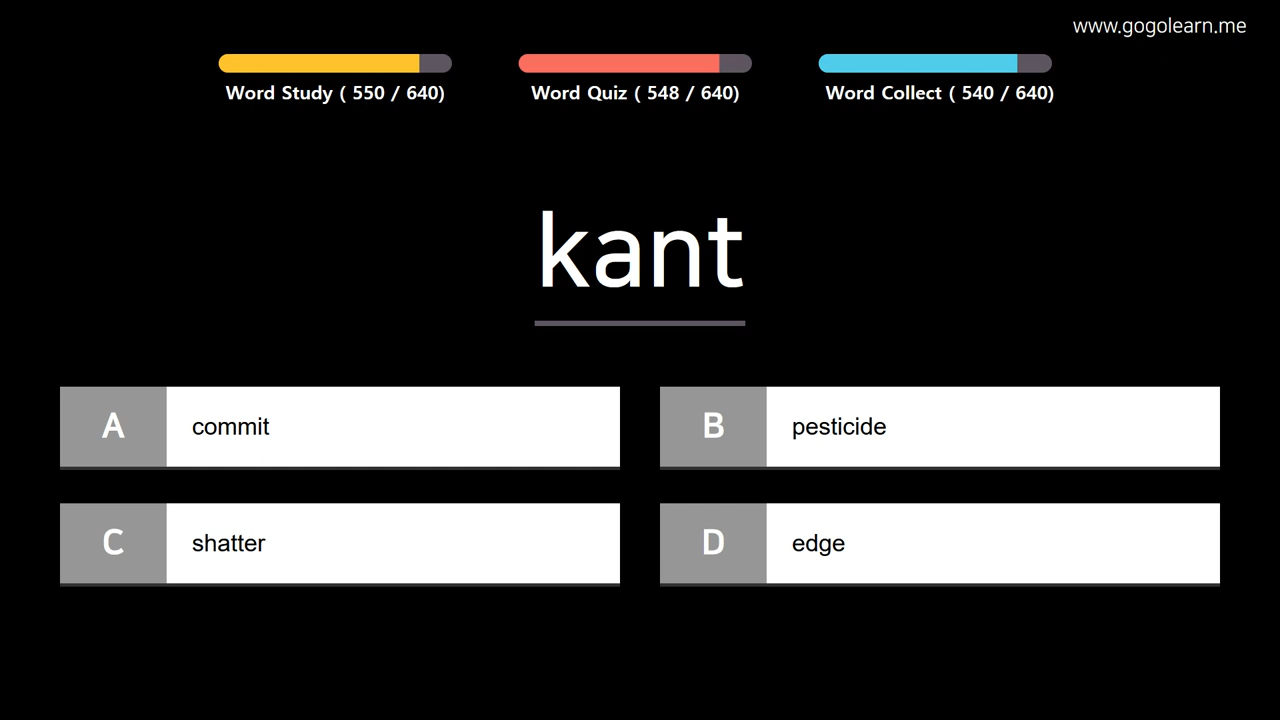 www.gogolearn.me
Word Study ( 550 / 640)
Word Quiz ( 548 / 640)
Word Collect ( 540 / 640)
kant
A commit
B pesticide
C shatter
D edge